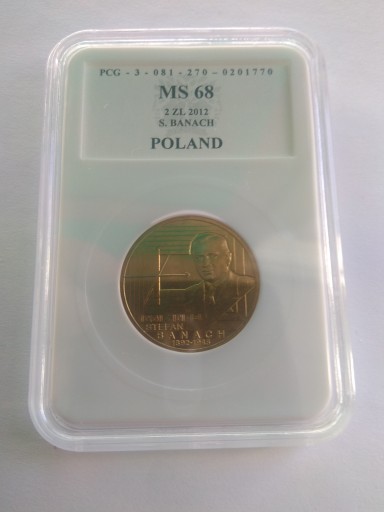 PCG - 3 - 081 - 270 - 0201770
MS 68
2 ZL 2012
S. BANACH
POLAND
STEFAN
BANACH
1892-1945